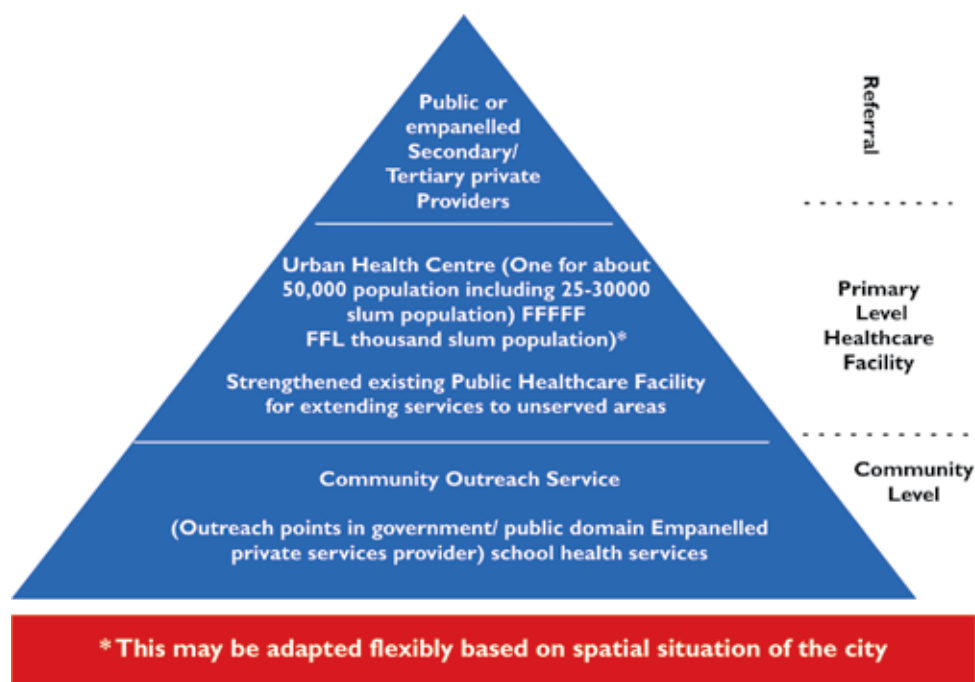 Public or
empanelled
Secondary/
Tertiary private
Providers
Referral
Urban Health Centre (One for about
50,000 population including 25-30000
slum population) FFFFF
FFL thousand slum population)*
Strengthened existing Public Healthcare Facility
for extending services to unserved areas
Primary
Level
Healthcare
Facility
Community Outreach Service
(Outreach points in government/ public domain Empanelled
private services provider) school health services
Community
Level
* This may be adapted flexibly based on spatial situation of the city